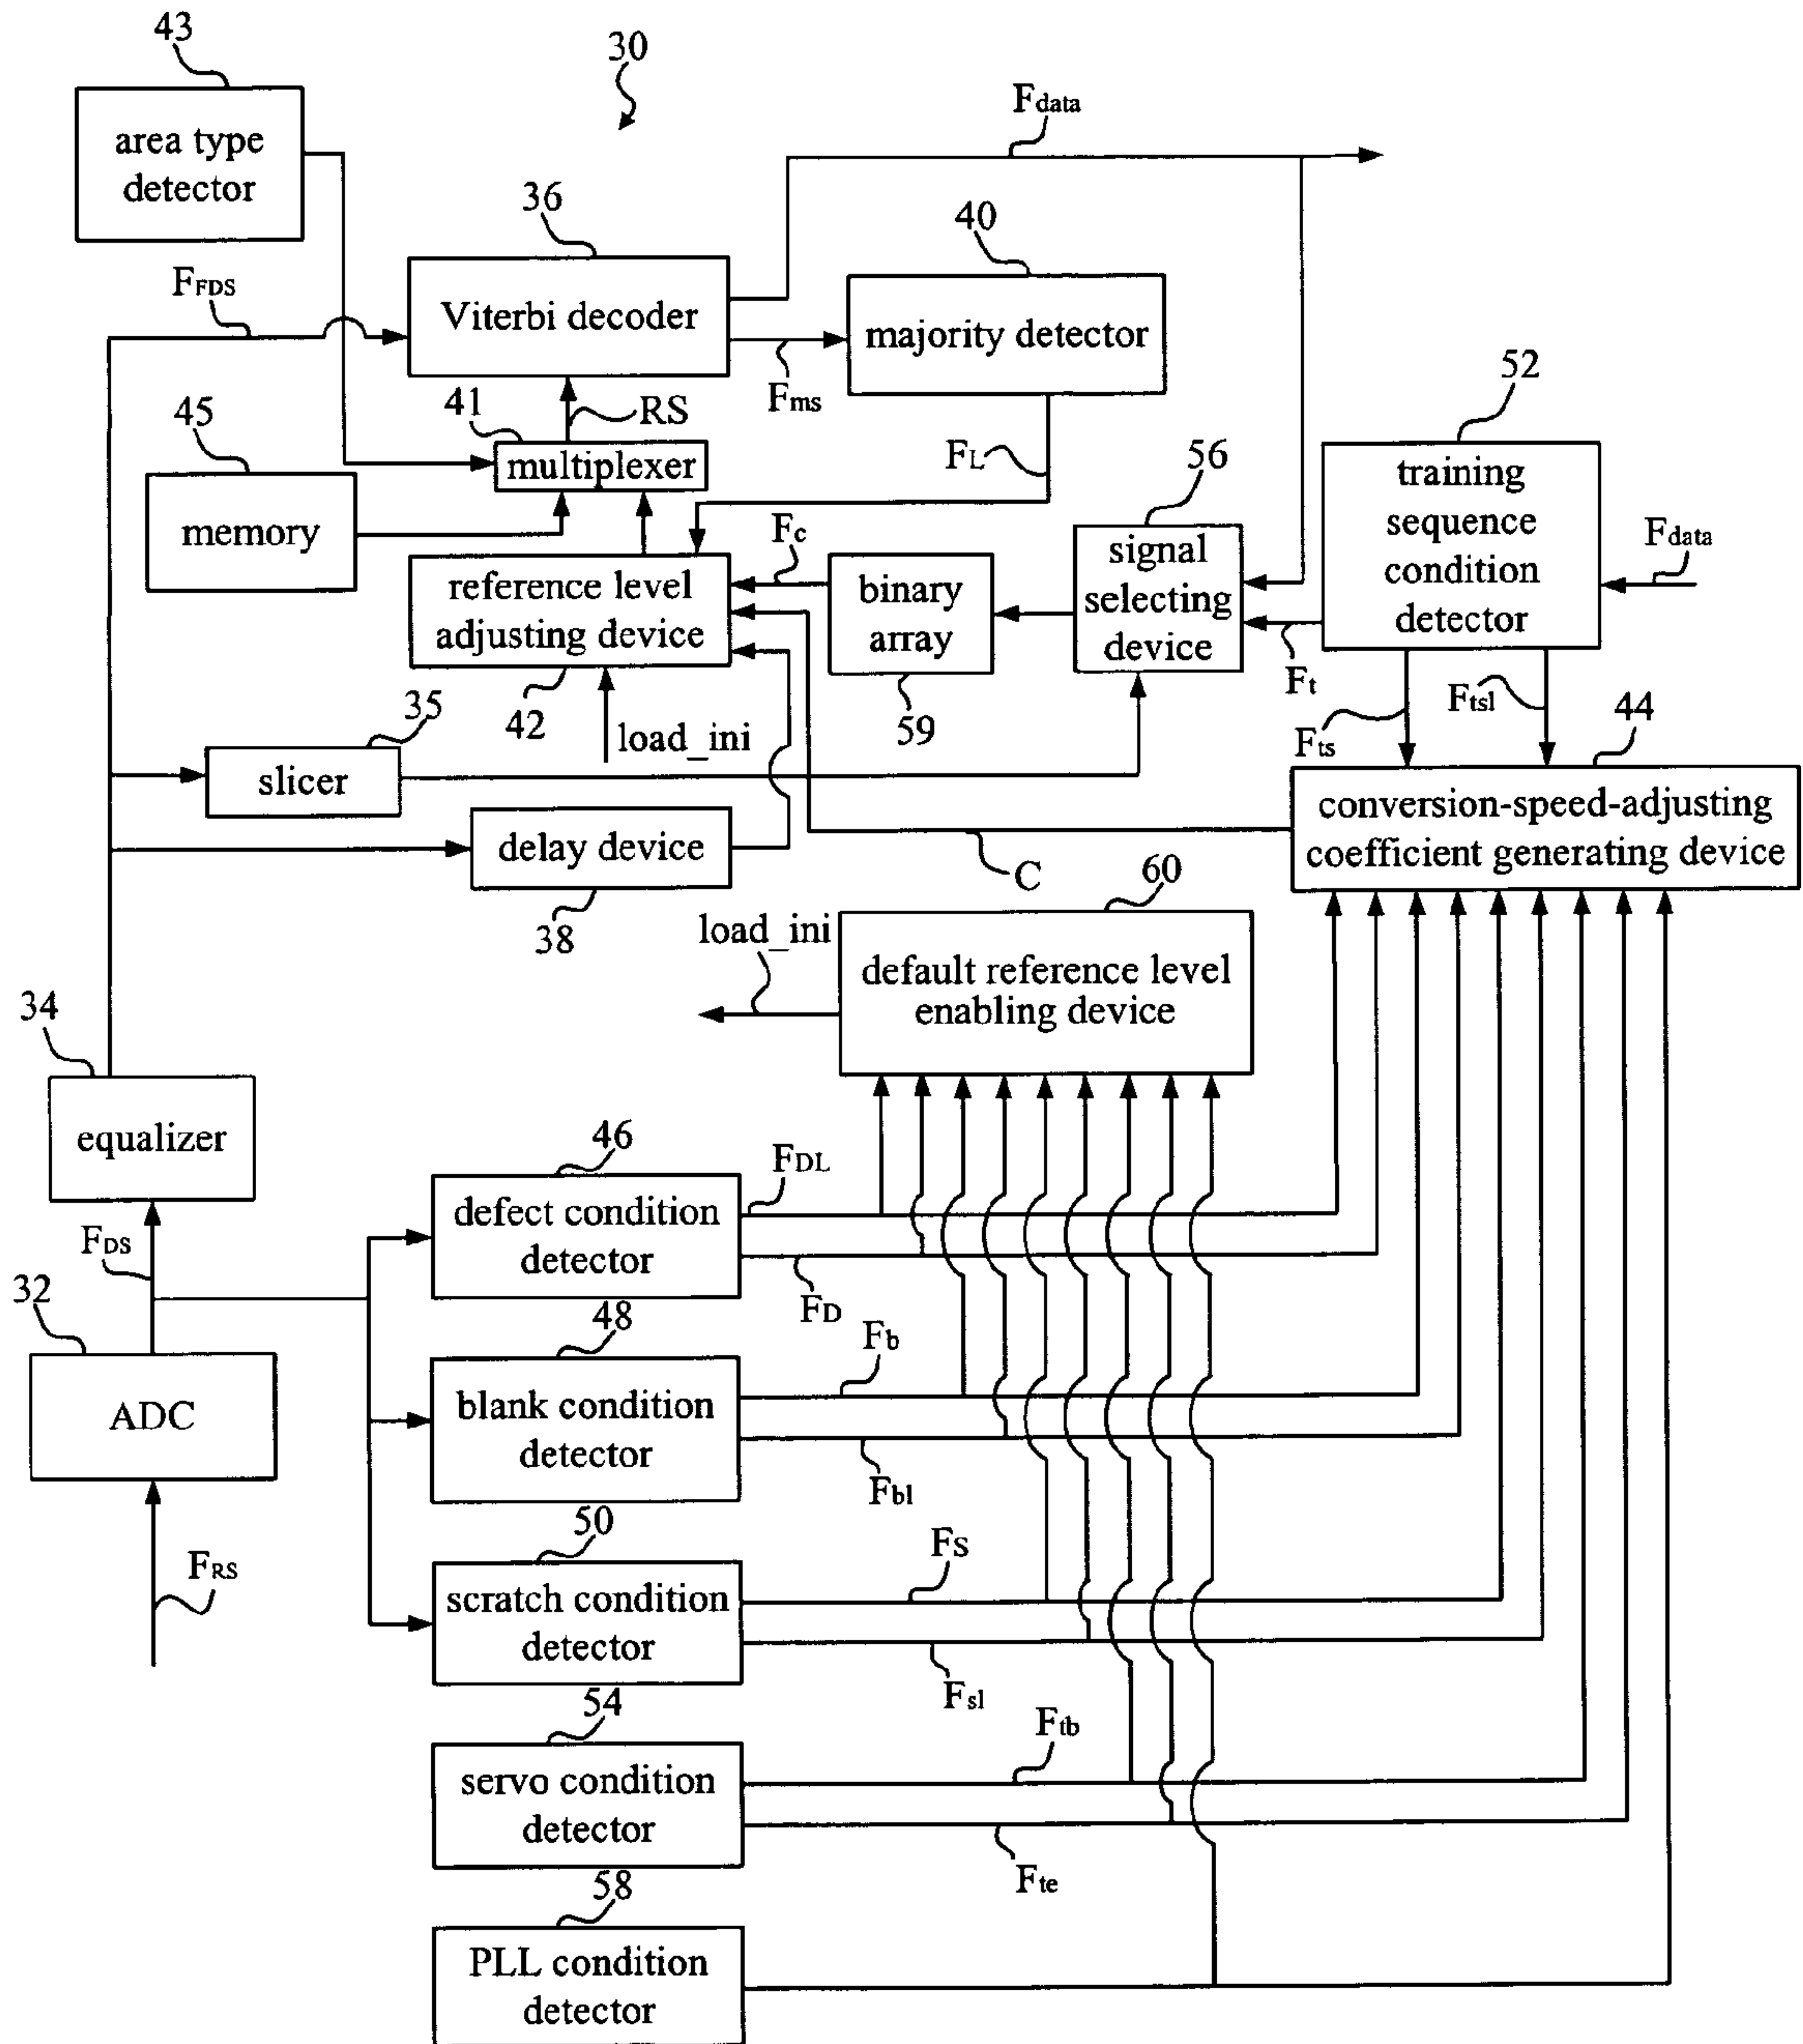 43
30
area type
detector
Fdata
36
40
FFDS
Viterbi decoder
majority detector
Fms
52
45
41
RS
multiplexer
FL
56
training
sequence
condition
detector
memory
Fc
signal
selecting
device
Fdata
reference level
adjusting device
binary
array
Ft
42
59
Fts
Ftsl
35
load_ini
44
slicer
conversion-speed-adjusting
coefficient generating device
delay device
C
38
60
load_ini
default reference level
enabling device
34
equalizer
46
FDL
defect condition
detector
FDS
FD
32
48
Fb
ADC
blank condition
detector
Fbl
50
FS
FRS
scratch condition
detector
Fsl
54
Ftb
servo condition
detector
Fte
58
PLL condition
detector